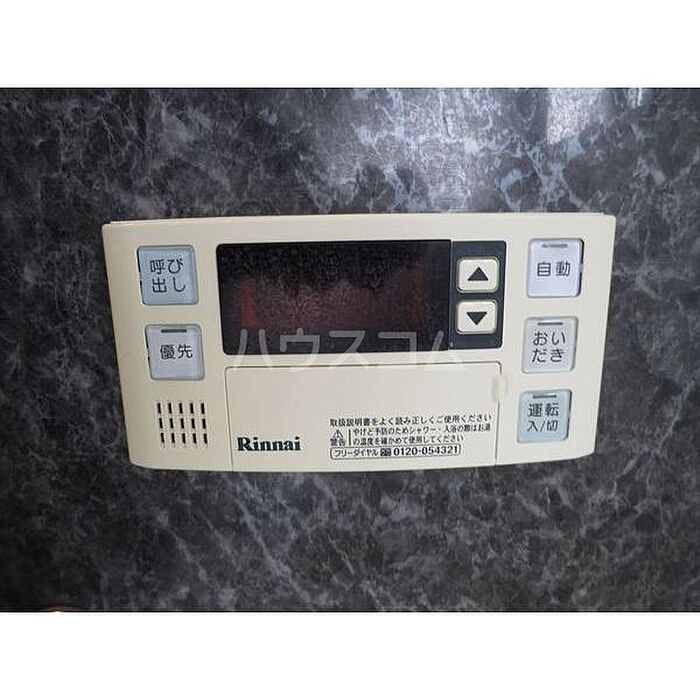 呼び
出し
優先
▲
▼
自動
おい
だき
運転
入/切
ハウスコム
Rinnai
取扱説明書をよく読み正しくご使用ください
警告
やけど予防のためシャワー・入浴の際はお湯
の温度を確かめて使用してください
フリーダイヤル 0120-054321